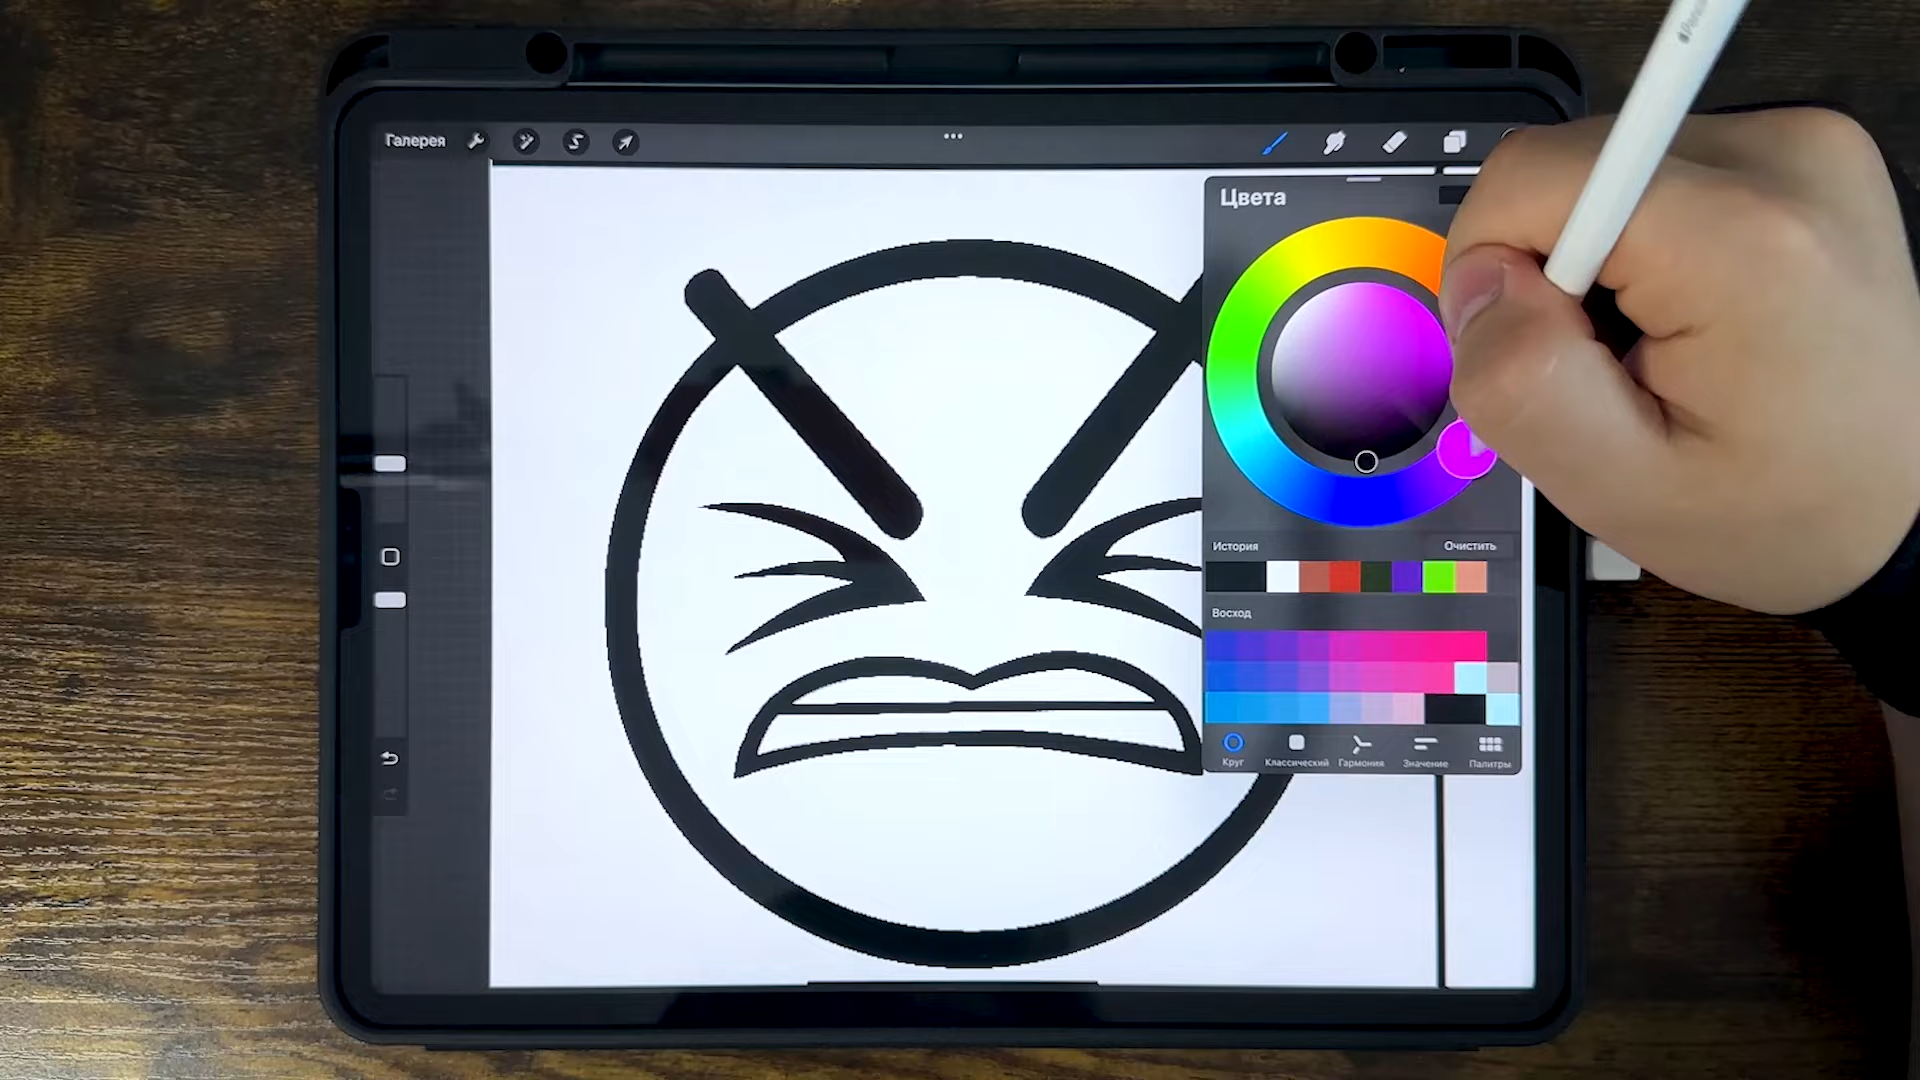 Галерея
Цвета
История
Очистить
Восход
Круг
Классический
Гармония
Значение
Палитры